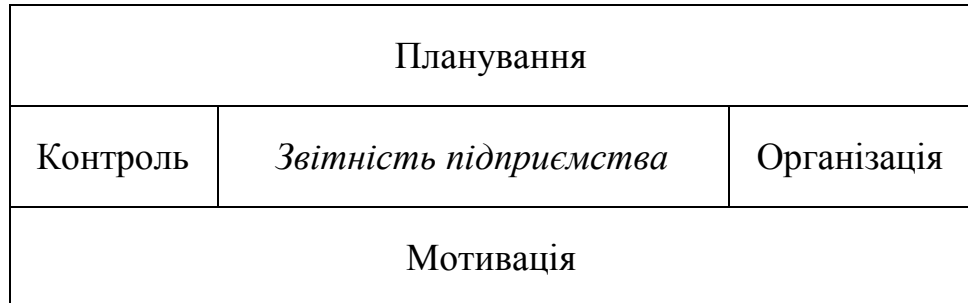 Планування
Контроль Звітність підприємства Організація
Мотивація